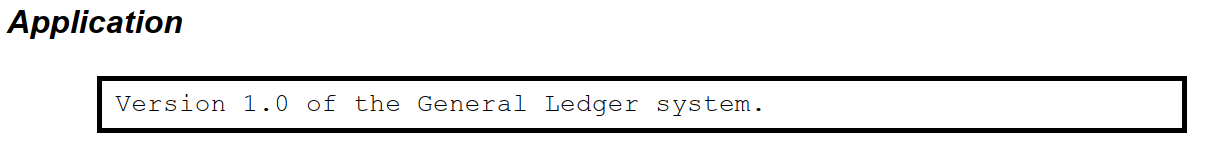 Application
Version 1.0 of the General Ledger system.